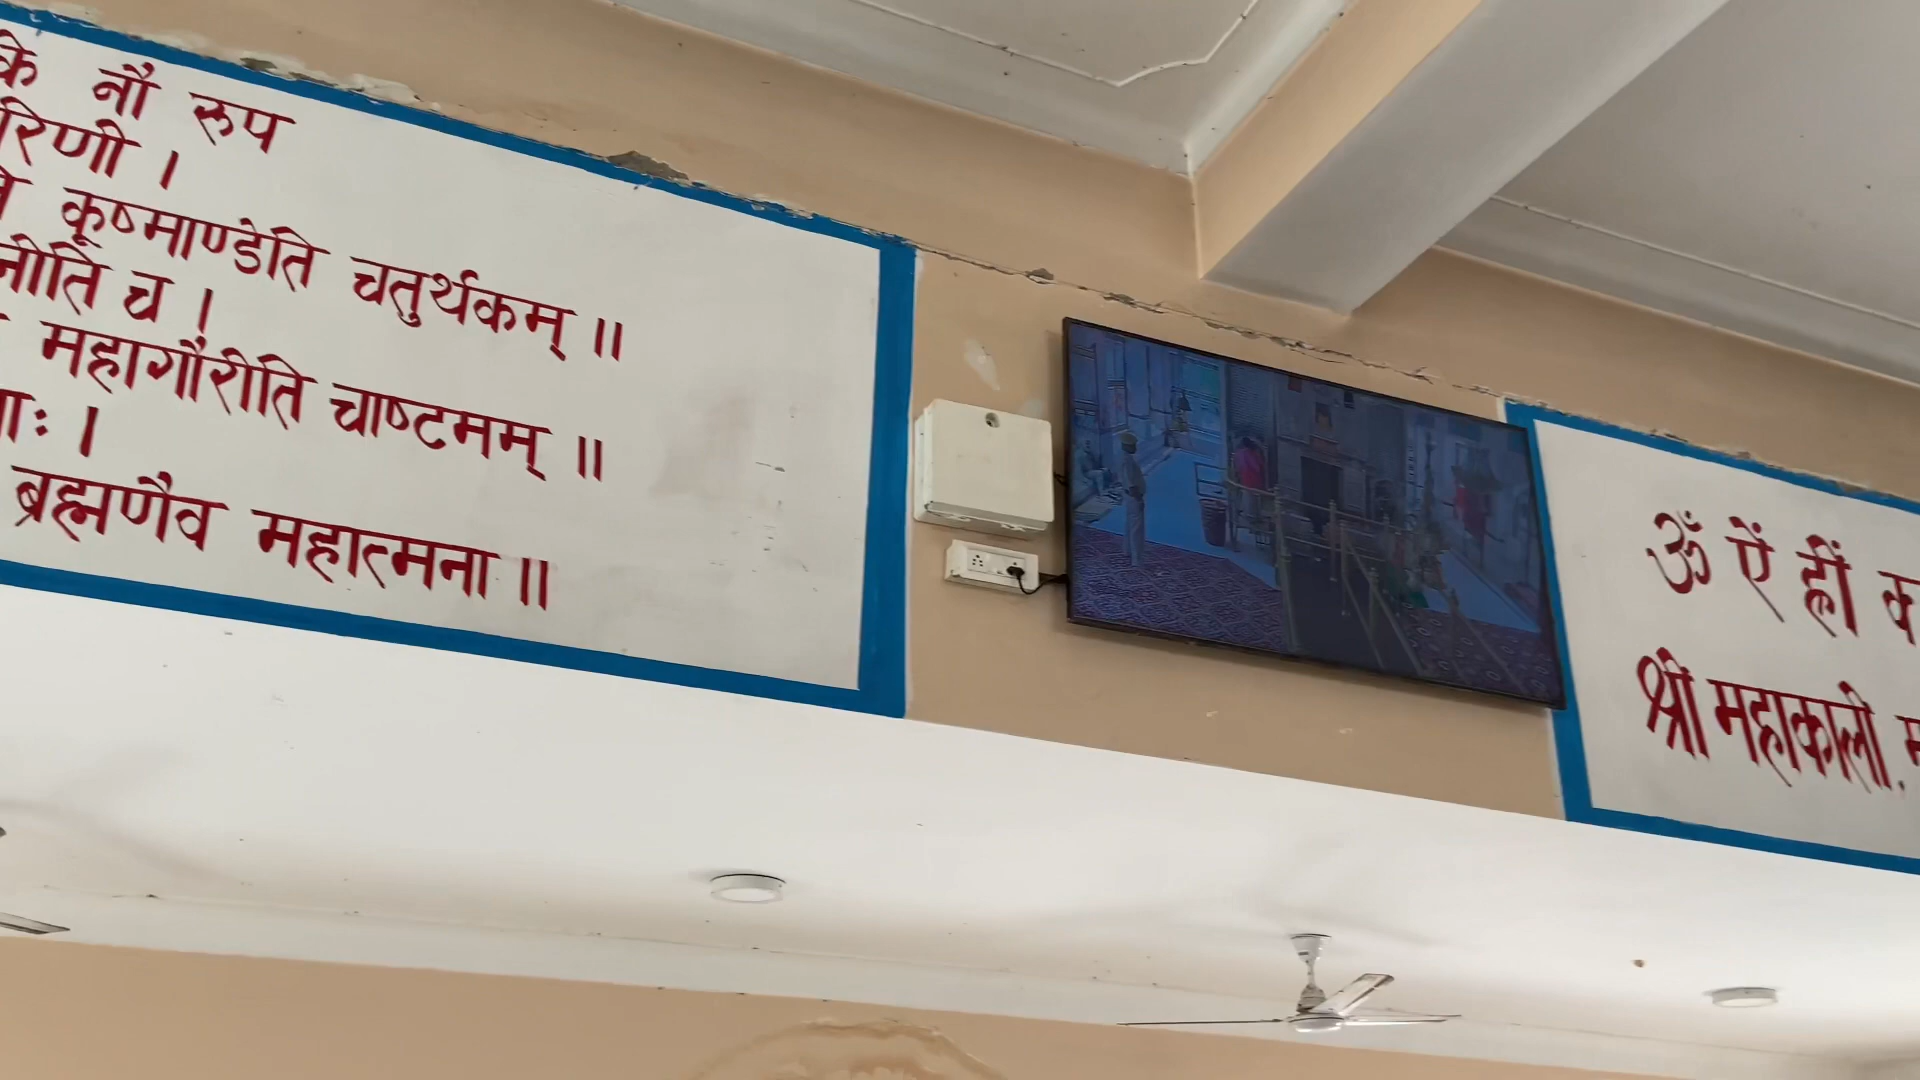 के नौ रूप
रिणी ।
कूष्माण्डेति चतुर्थकम् ॥
नीति च ।
महागौरीति चाष्टमम् ॥
ाः ।
ब्रह्मणैव महात्मना ॥
ॐ ऐं ह्रीं क
श्री महाकाली